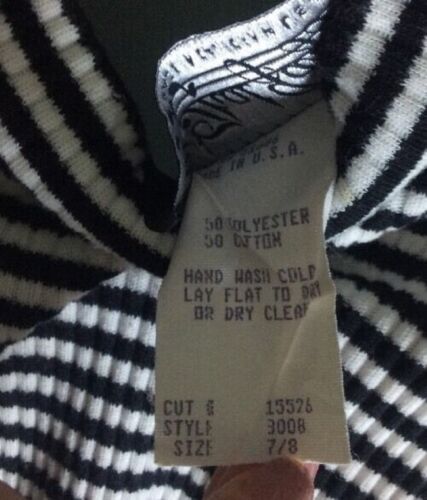 IN U.S.A.
50 POLYESTER
50 COTTON
HAND WASH COLD
LAY FLAT TO DRY
OR DRY CLEAN
CUT # 15526
STYLE 3008
SIZE 7/8